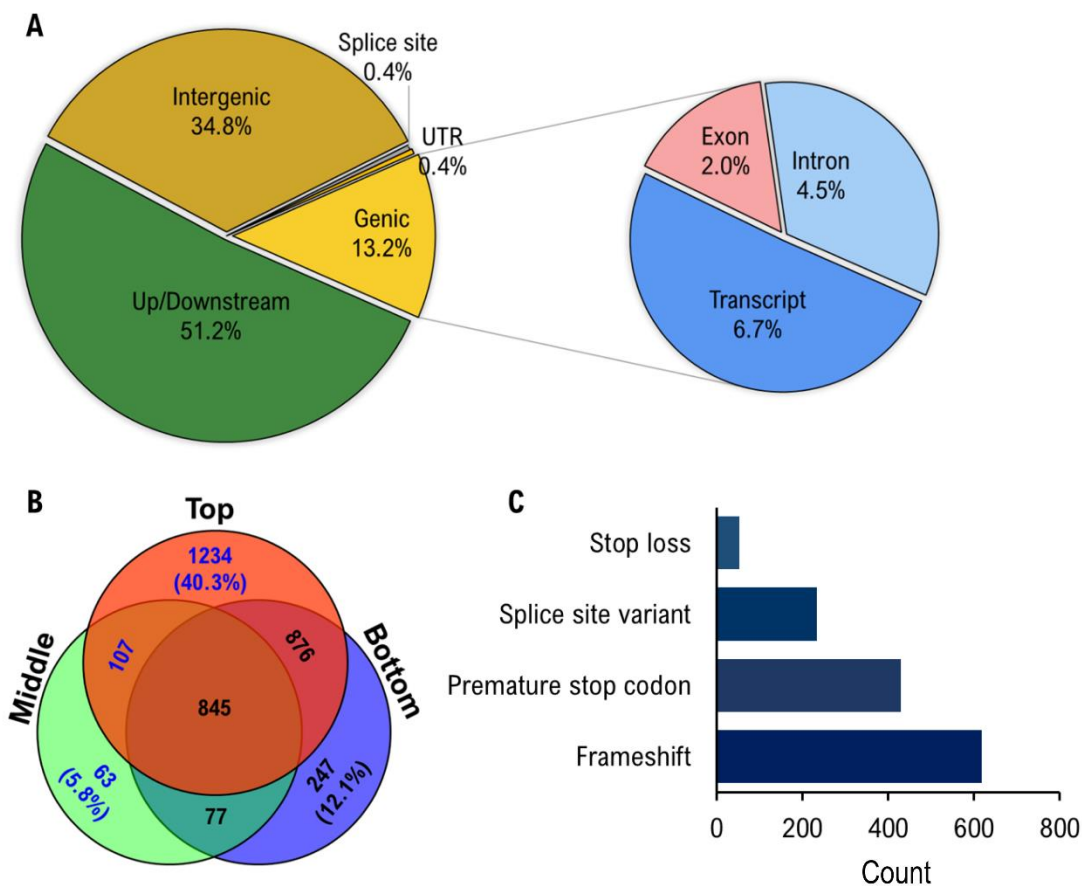 A
Splice site
0.4%
Intergenic
34.8%
UTR
0.4%
Genic
13.2%
Up/Downstream
51.2%
Exon
2.0%
Intron
4.5%
Transcript
6.7%
B
Top
1234
(40.3%)
Middle
107
876
Bottom
845
63
(5.8%)
77
247
(12.1%)
C
Stop loss
Splice site variant
Premature stop codon
Frameshift
0 200 400 600 800
Count